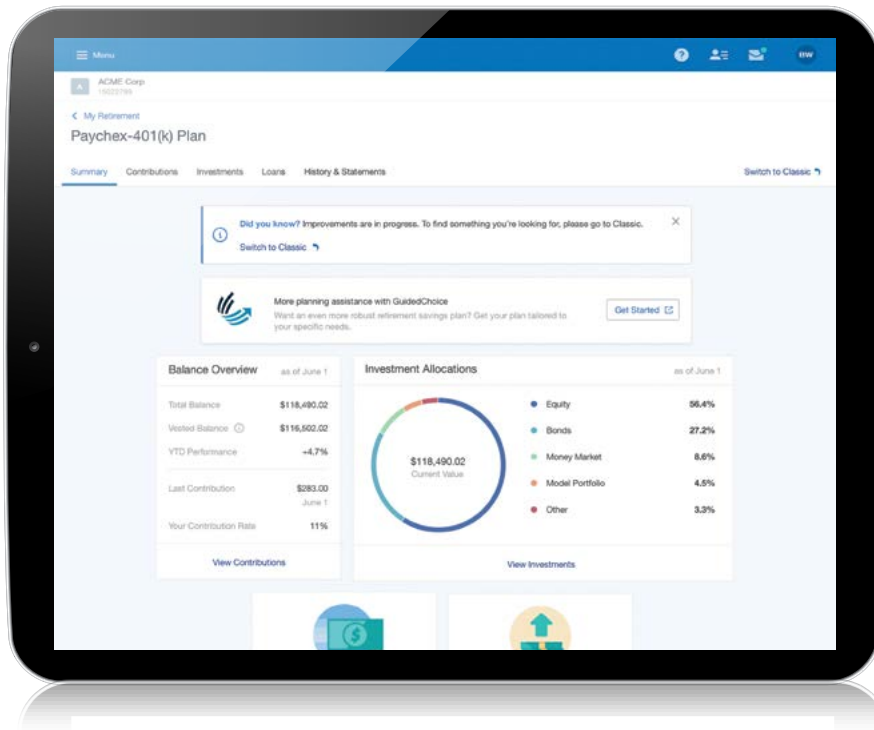 Menu
HW
A
ACME Corp
My Retirement
Paychex-401(k) Plan
Summary Contributions Investments Loans History & Statements Switch to Classic
Did you know? Improvements are in progress. To find something you're looking for, please go to Classic.
Switch to Classic
More planning assistance with GuidedChoice
Want an even more robust retirement savings plan? Get your plan tailored to
your specific needs.
Get Started
Balance Overview as of June 1
Total Balance $118,490.02
Vested Balance $116,502.02
YTD Performance
Last Contribution $283.00
June 1
Your Contribution Rate 11%
View Contributions
Investment Allocations as of June 1
$118,490.02
Current Value
Equity 56.4%
Bonds 27.2%
Money Market 8.6%
Model Portfolio 4.5%
Other 3.3%
View Investments